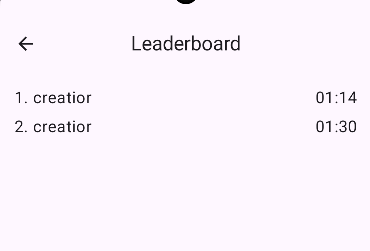 Leaderboard
1. creatior
01:14
2. creatior
01:30